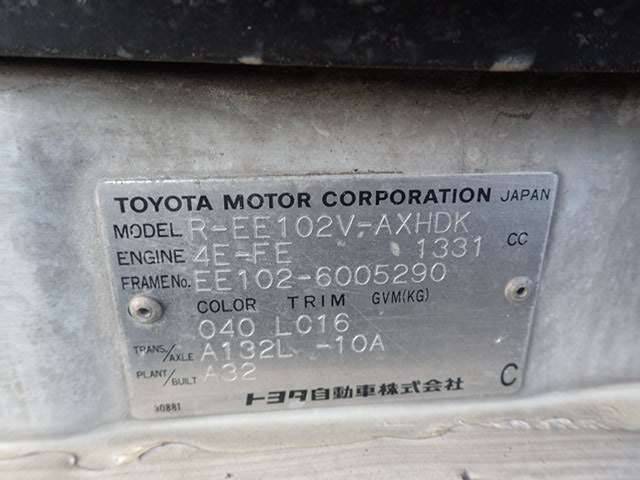 TOYOTA MOTOR CORPORATION JAPAN
MODEL R-EE102V-AXHDK
ENGINE 4E-FE 1331 CC
FRAME No. EE102-6005290
COLOR TRIM GVM(KG)
040 LC16
TRANS/AXLE A132L -10A
PLANT/BUILT A32
トヨタ自動車株式会社 C